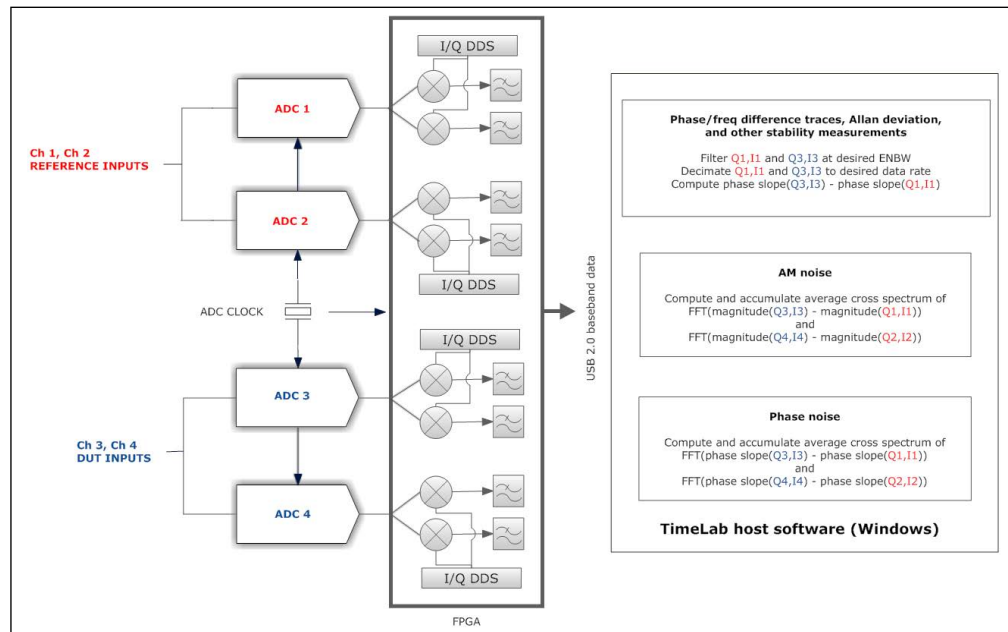 I/Q DDS
ADC 1
Ch 1, Ch 2
REFERENCE INPUTS
ADC 2
I/Q DDS
ADC CLOCK
I/Q DDS
ADC 3
Ch 3, Ch 4
DUT INPUTS
ADC 4
I/Q DDS
FPGA
USB 2.0 baseband data
Phase/freq difference traces, Allan deviation,
and other stability measurements
Filter Q1,I1 and Q3,I3 at desired ENBW
Decimate Q1,I1 and Q3,I3 to desired data rate
Compute phase slope(Q3,I3) - phase slope(Q1,I1)
AM noise
Compute and accumulate average cross spectrum of
FFT(magnitude(Q3,I3) - magnitude(Q1,I1))
and
FFT(magnitude(Q4,I4) - magnitude(Q2,I2))
Phase noise
Compute and accumulate average cross spectrum of
FFT(phase slope(Q3,I3) - phase slope(Q1,I1))
and
FFT(phase slope(Q4,I4) - phase slope(Q2,I2))
TimeLab host software (Windows)